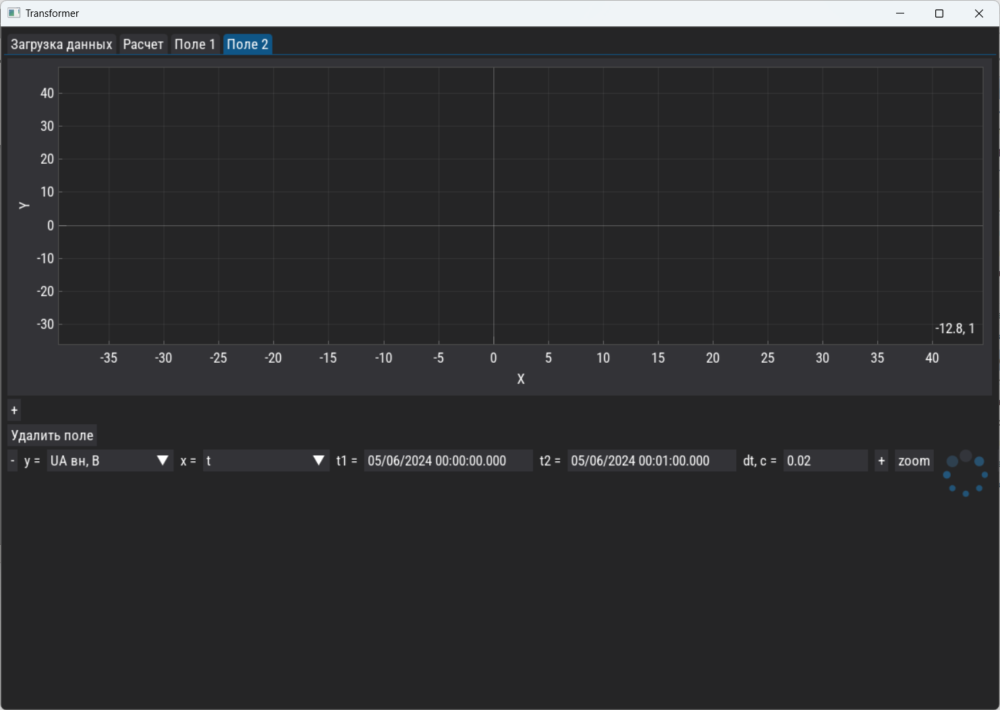 Transformer
Загрузка данных Расчет Поле 1 Поле 2
40
30
20
10
0
-10
-20
-30
Y
-12.8, 1
-35 -30 -25 -20 -15 -10 -5 0 5 10 15 20 25 30 35 40
X
+
Удалить поле
- y = UA вн, В x = t t1 = 05/06/2024 00:00:00.000 t2 = 05/06/2024 00:01:00.000 dt, c = 0.02 + zoom